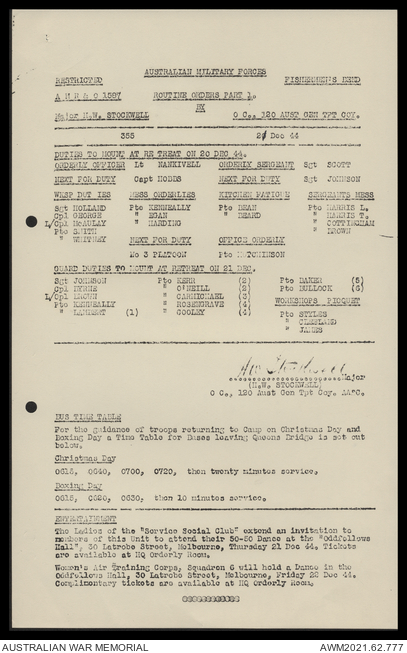 AUSTRALIAN MILITARY FORCES
RESTRICTED FISHERMEN'S BEND
ROUTINE ORDERS PART 1.
BY
Major H.W. STOCKWELL O C., 120 AUST GEN TPT COY.
355 Dec 44
DUTIES TO MOUNT AT RETREAT ON 20 DEC 44.
ORDERLY OFFICER Lt NANKIVELL ORDERLY SERGEANT Sgt SCOTT
NEXT FOR DUTY Capt HOBBS NEXT FOR DUTY Sgt JOHNSON
MESS ORDERLIES KITCHEN FATIGUE SERGEANTS MESS
Sgt HOLLAND Pte KENNEALLY Pte DEAN Pte HARRIS L.
Cpl GEORGE " EGAN " BEARD " HARRIS T.
L/Cpl McAULAY " HARDING " COTTINGHAM
Pte SMITH " BROWN
" WHITNEY NEXT FOR DUTY OFFICE ORDERLY
No 3 PLATOON Pte HUTCHINSON
GUARD DUTIES TO MOUNT AT RETREAT ON 21 DEC.
Sgt JOHNSON Pte KERR (2) Pte BAKER (5)
Cpl BYRNE " O'NEILL (2) Pte BULLOCK (6)
L/Cpl BROWN " CARMICHAEL (3) WORKSHOPS PICQUET
Pte KENNEALLY " ROSENGRAVE (4) Pte STYLES
" LAMBERT (1) " GOOLEY (4) " CLELLAND
" JAMES
Major
(H.W. STOCKWELL)
O C., 120 Aust Gen Tpt Coy. AASC.
BUS TIME TABLE
For the guidance of troops returning to Camp on Christmas Day and
Boxing Day a Time Table for Buses leaving Queens Bridge is set out
below.
Christmas Day
0615, 0640, 0700, 0720, then twenty minutes service.
Boxing Day
0615, 0620, 0630, then 10 minutes service.
ENTERTAINMENT
The Ladies of the "Service Social Club" extend an invitation to
members of this Unit to attend their 50-50 Dance at the "Oddfellows
Hall", 30 Latrobe Street, Melbourne, Thursday 21 Dec 44. Tickets
are available at HQ Orderly Room.
Women's Air Training Corps, Squadron 6 will hold a Dance in the
Oddfellows Hall, 30 Latrobe Street, Melbourne, Friday 22 Dec 44.
Complimentary tickets are available at HQ Orderly Room.
AUSTRALIAN WAR MEMORIAL AWM2021.62.777